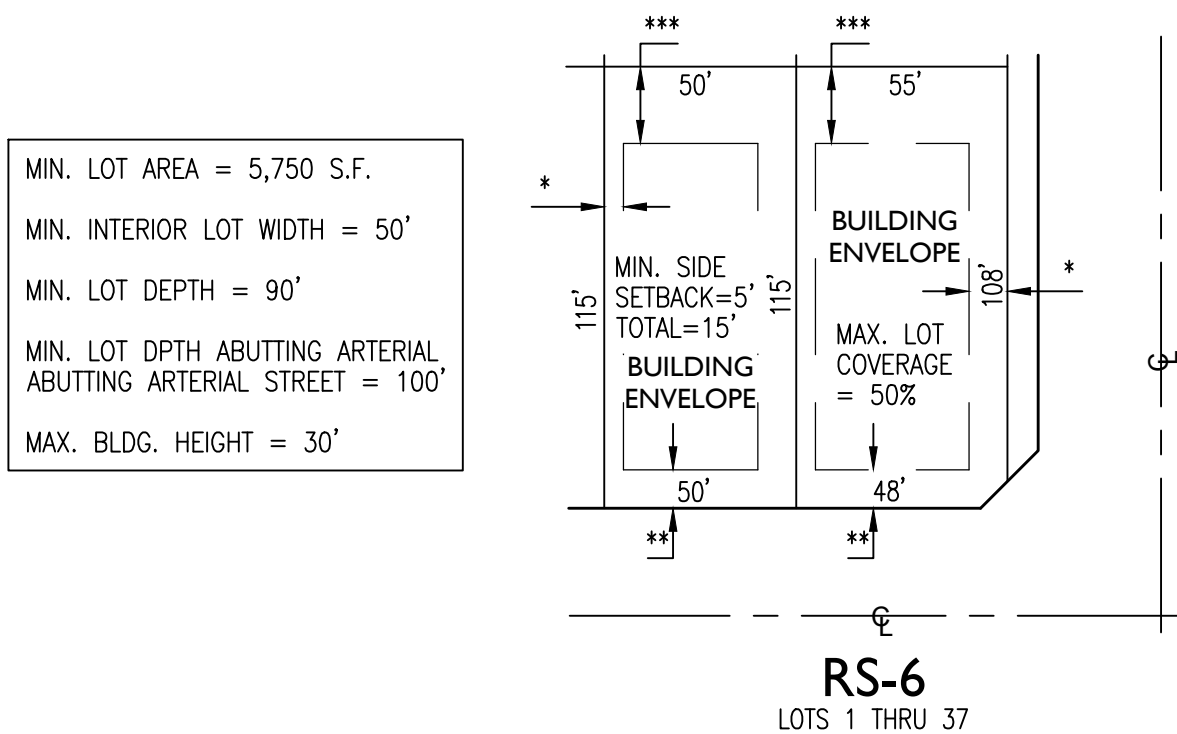 MIN. LOT AREA = 5,750 S.F.
MIN. INTERIOR LOT WIDTH = 50'
MIN. LOT DEPTH = 90'
MIN. LOT DPTH ABUTTING ARTERIAL
ABUTTING ARTERIAL STREET = 100'
MAX. BLDG. HEIGHT = 30'
***
***
50'
55'
*
MIN. SIDE
SETBACK=5'
TOTAL=15'
BUILDING
ENVELOPE
115'
115'
BUILDING
ENVELOPE
MAX. LOT
COVERAGE
= 50%
108'
*
50'
48'
**
**
℄
℄
RS-6
LOTS 1 THRU 37